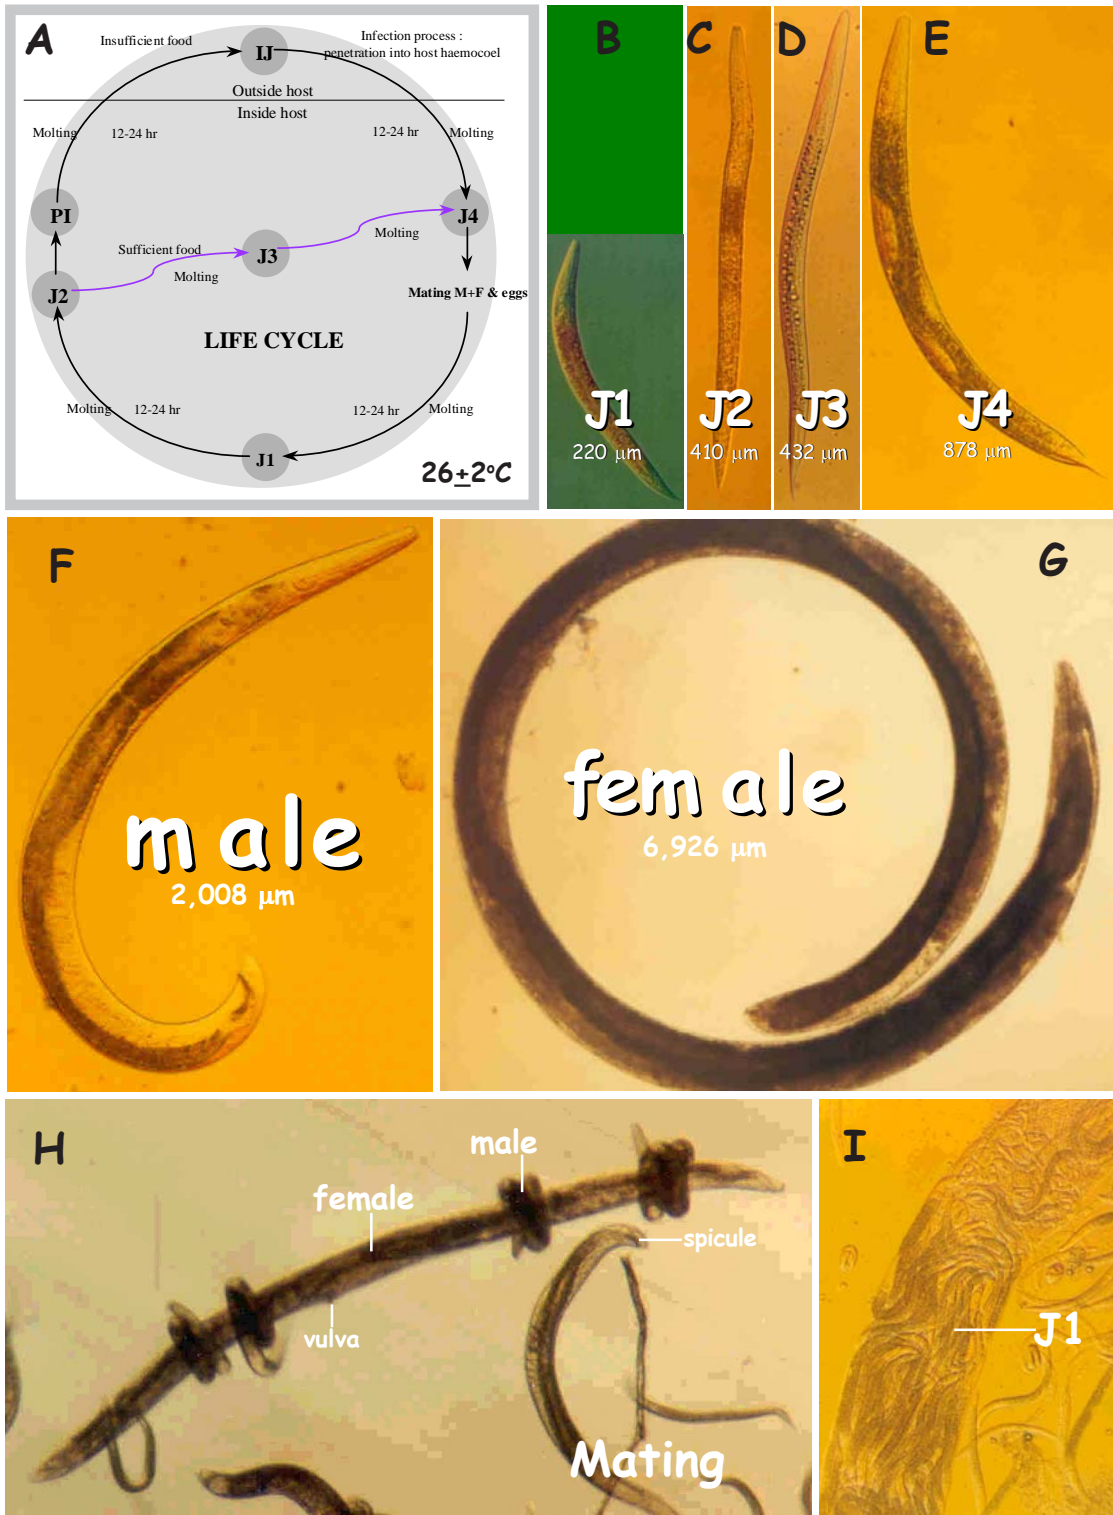 A
Insufficient food
IJ
Infection process :
penetration into host haemocoel
Outside host
Inside host
Molting
12-24 hr
12-24 hr
Molting
PI
J4
Sufficient food
Molting
J3
Molting
J2
Mating M+F & eggs
LIFE CYCLE
Molting
12-24 hr
12-24 hr
Molting
J1
26±2°C
B
J1
220 µm
C
J2
410 µm
D
J3
432 µm
E
J4
878 µm
F
male
2,008 µm
G
female
6,926 µm
H
male
female
spicule
vulva
Mating
I
J1